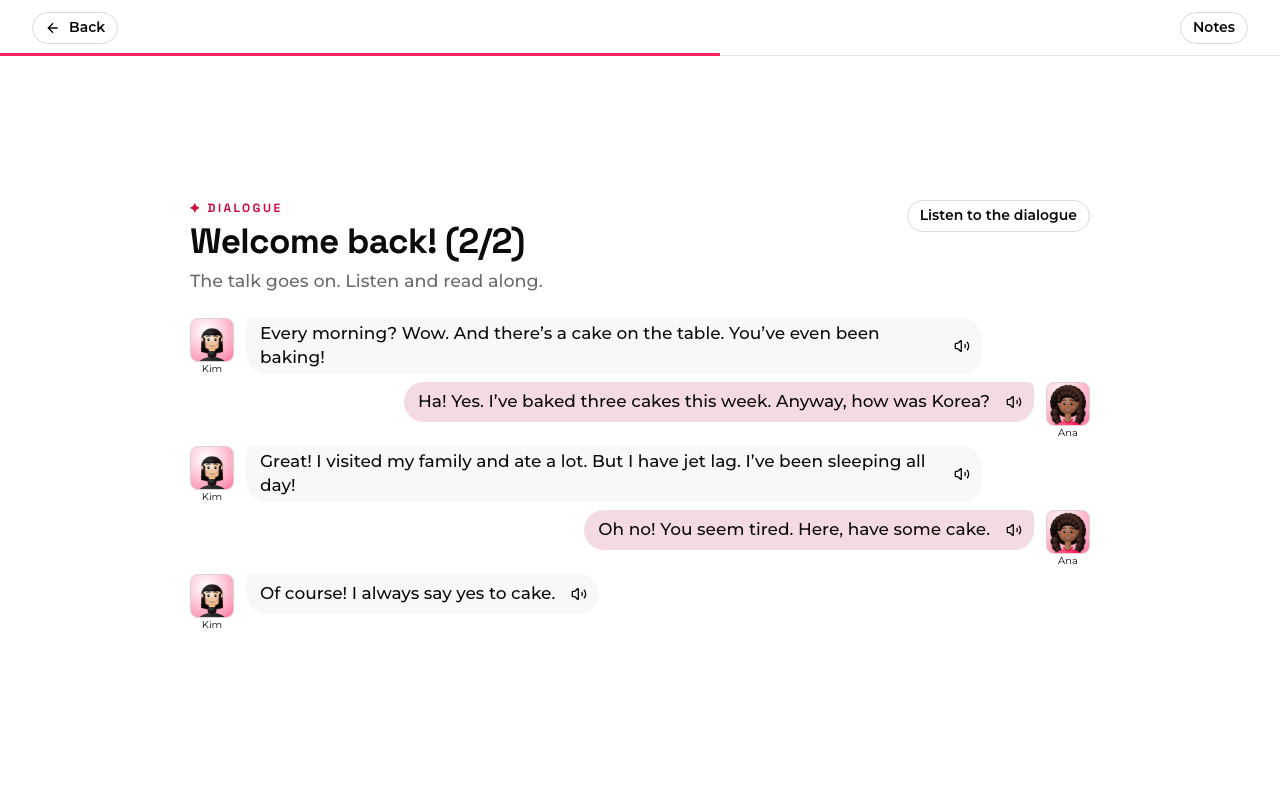 Back
Notes
DIALOGUE
Welcome back! (2/2)
The talk goes on. Listen and read along.
Listen to the dialogue
Every morning? Wow. And there’s a cake on the table. You’ve even been
baking!
Kim
Ha! Yes. I’ve baked three cakes this week. Anyway, how was Korea?
Ana
Great! I visited my family and ate a lot. But I have jet lag. I’ve been sleeping all
day!
Kim
Oh no! You seem tired. Here, have some cake.
Ana
Of course! I always say yes to cake.
Kim